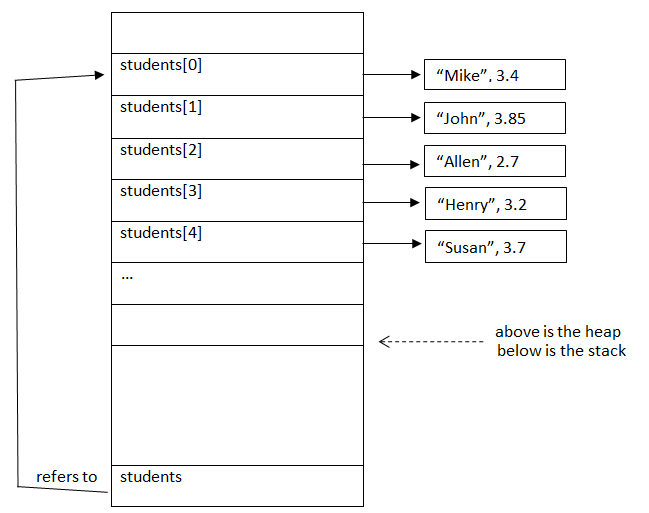 students[0]
“Mike”, 3.4
students[1]
“John”, 3.85
students[2]
“Allen”, 2.7
students[3]
“Henry”, 3.2
students[4]
“Susan”, 3.7
...
above is the heap
below is the stack
refers to
students